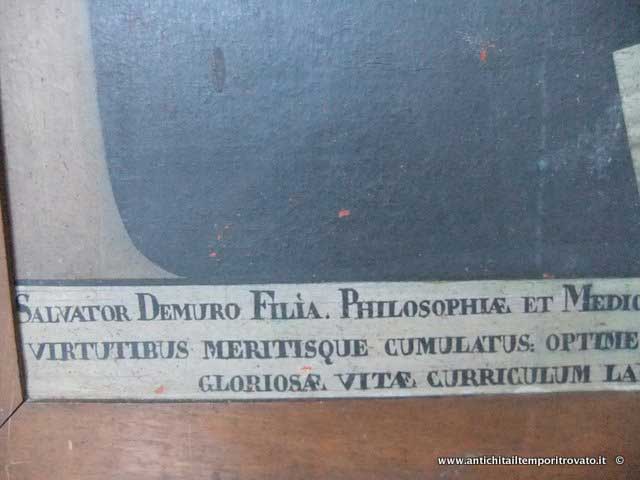 SALVATOR DEMURO FILIA. PHILOSOPHIÆ ET MEDIC
VIRTUTIBUS MERITISQUE CUMULATUS: OPTIME
GLORIOSÆ VITÆ CURRICULUM LA
www.antichitailtemporitrovato.it ©